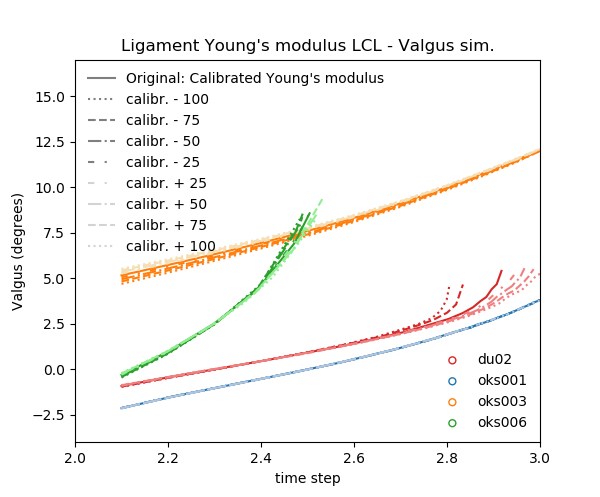 Ligament Young's modulus LCL - Valgus sim.
Original: Calibrated Young's modulus
calibr. - 100
calibr. - 75
calibr. - 50
calibr. - 25
calibr. + 25
calibr. + 50
calibr. + 75
calibr. + 100
15.0
12.5
10.0
7.5
5.0
2.5
0.0
−2.5
Valgus (degrees)
du02
oks001
oks003
oks006
2.0 2.2 2.4 2.6 2.8 3.0
time step